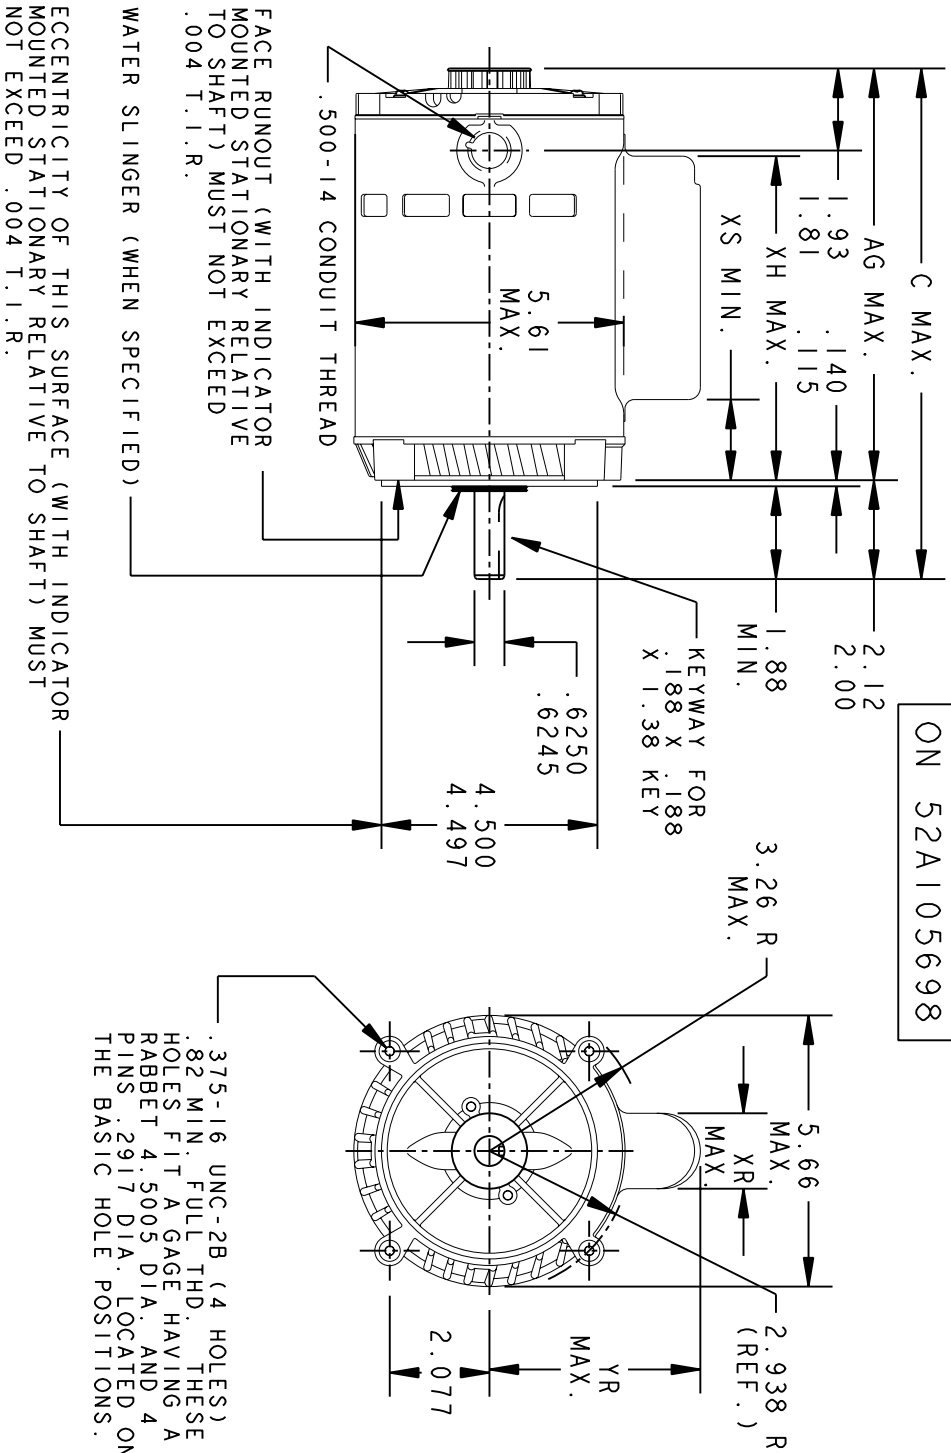 ON 52A105698
C MAX.
AG MAX.
2.12
2.00
1.93
1.81
.140
.115
XH MAX.
1.88
MIN.
XS MIN.
5.61
MAX.
KEYWAY FOR
.188 X .188
X 1.38 KEY
.6250
.6245
4.500
4.497
.500-14 CONDUIT THREAD
FACE RUNOUT (WITH INDICATOR
MOUNTED STATIONARY RELATIVE
TO SHAFT) MUST NOT EXCEED
.004 T.I.R.
WATER SLINGER (WHEN SPECIFIED)
ECCENTRICITY OF THIS SURFACE (WITH INDICATOR
MOUNTED STATIONARY RELATIVE TO SHAFT) MUST
NOT EXCEED .004 T.I.R.
3.26 R
MAX.
5.66
MAX.
XR
MAX.
2.938 R
(REF.)
YR
MAX.
2.077
.375-16 UNC-2B (4 HOLES)
.82 MIN. FULL THD. THESE
HOLES FIT A GAGE HAVING A
RABBET 4.5005 DIA. AND 4
PINS .2917 DIA. LOCATED ON
THE BASIC HOLE POSITIONS.